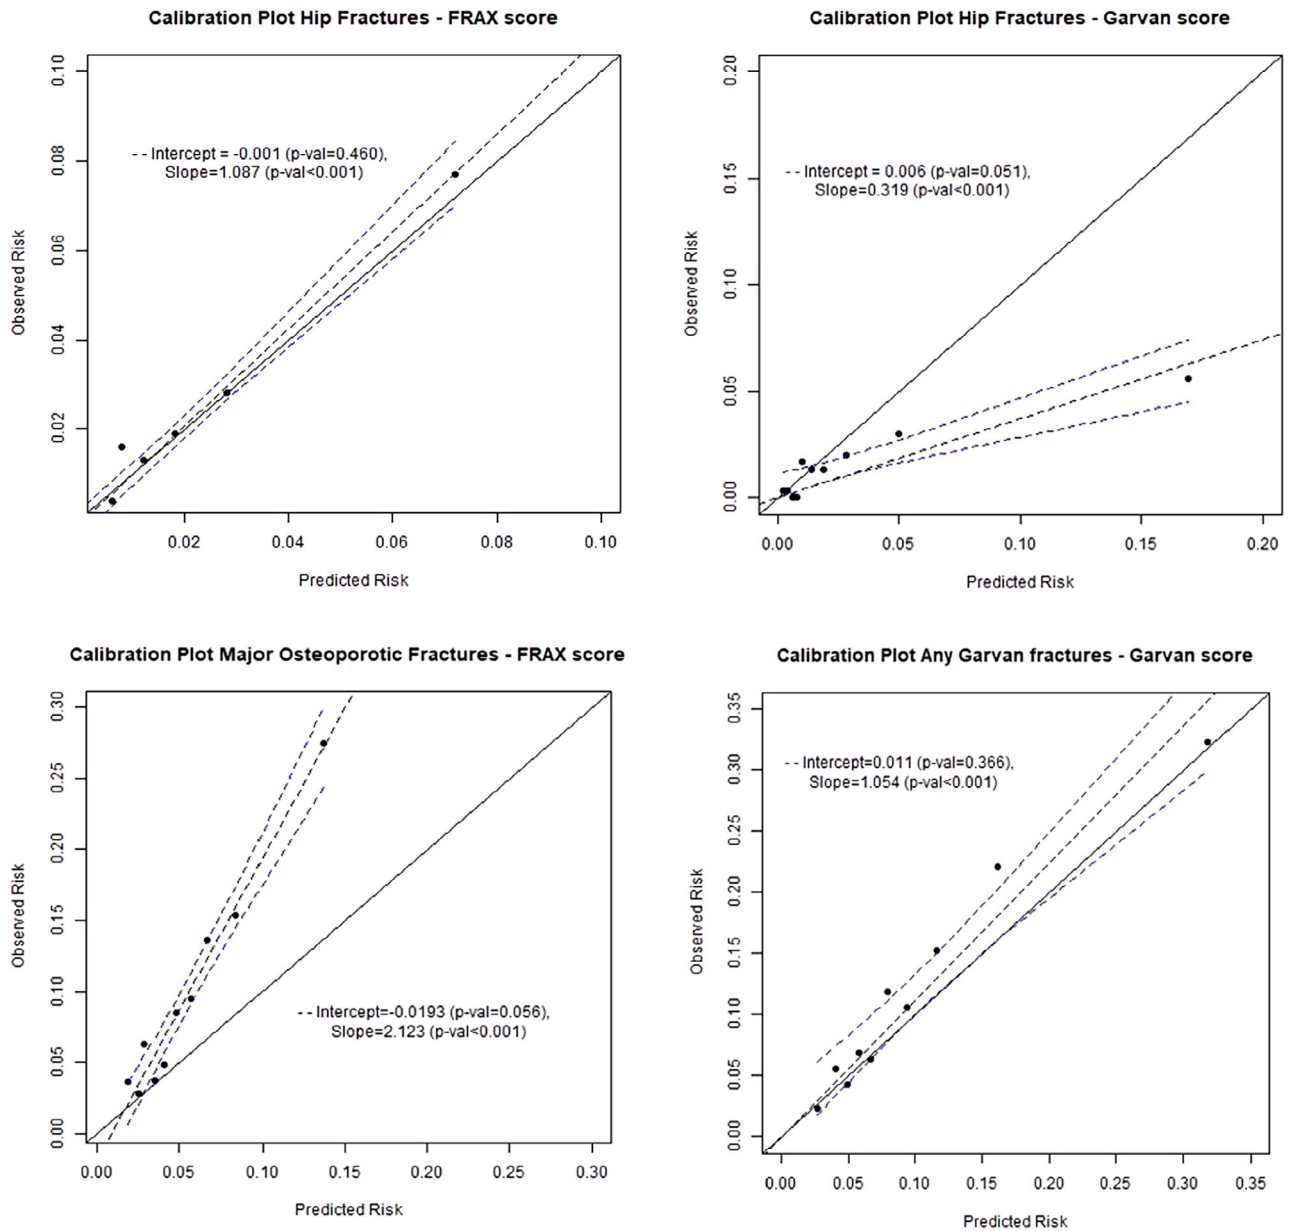 Calibration Plot Hip Fractures - FRAX score
Observed Risk
0.10
0.08
0.06
0.04
0.02
- - Intercept = -0.001 (p-val=0.460),
Slope=1.087 (p-val<0.001)
0.02 0.04 0.06 0.08 0.10
Predicted Risk
Calibration Plot Hip Fractures - Garvan score
Observed Risk
0.20
0.15
0.10
0.05
0.00
- - Intercept = 0.006 (p-val=0.051),
Slope=0.319 (p-val<0.001)
0.00 0.05 0.10 0.15 0.20
Predicted Risk
Calibration Plot Major Osteoporotic Fractures - FRAX score
Observed Risk
0.30
0.25
0.20
0.15
0.10
0.05
0.00
- - Intercept=-0.0193 (p-val=0.056),
Slope=2.123 (p-val<0.001)
0.00 0.05 0.10 0.15 0.20 0.25 0.30
Predicted Risk
Calibration Plot Any Garvan fractures - Garvan score
Observed Risk
0.35
0.30
0.25
0.20
0.15
0.10
0.05
0.00
- - Intercept=0.011 (p-val=0.366),
Slope=1.054 (p-val<0.001)
0.00 0.05 0.10 0.15 0.20 0.25 0.30 0.35
Predicted Risk